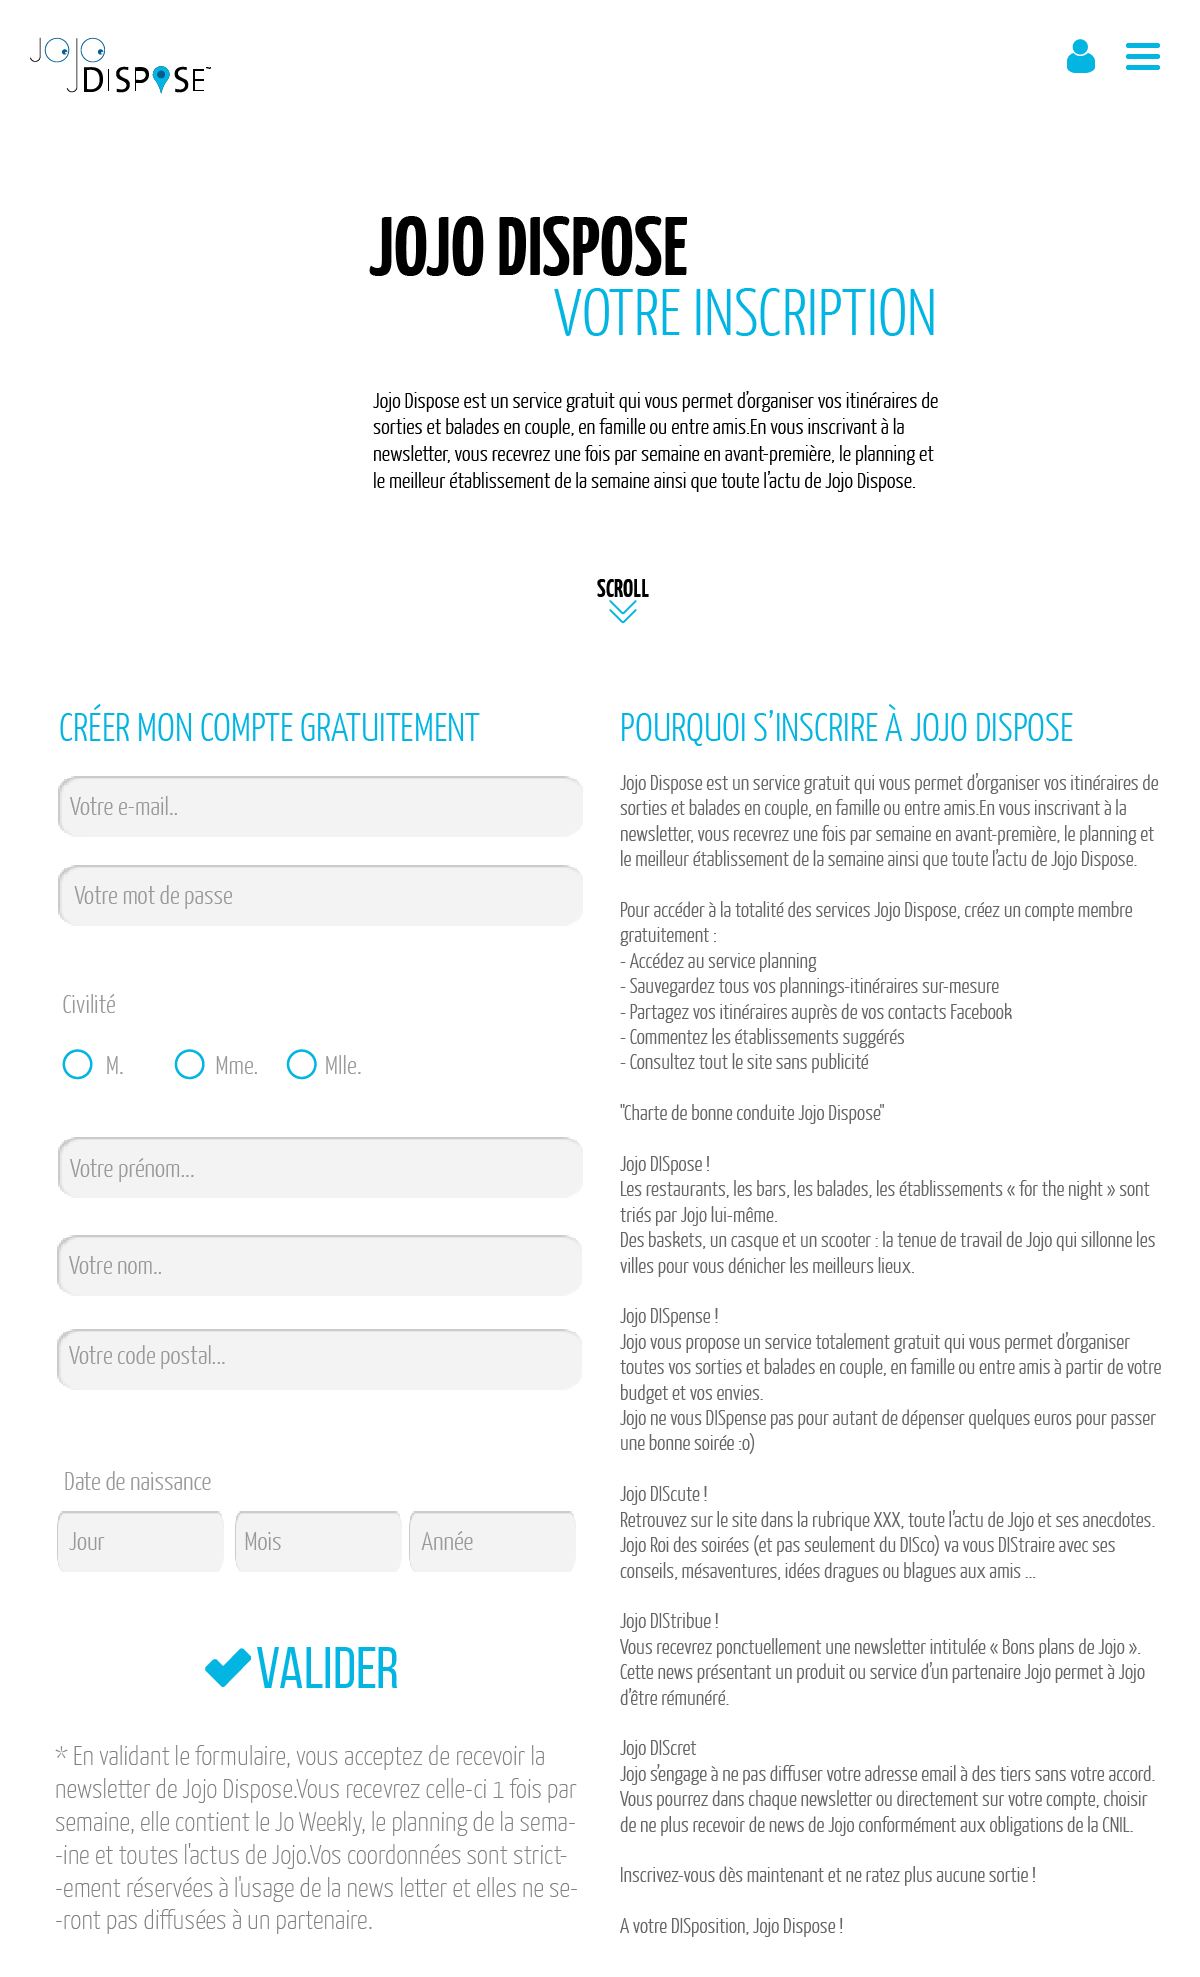 JOJO
DISPOSE™
JOJO DISPOSE
VOTRE INSCRIPTION
Jojo Dispose est un service gratuit qui vous permet d’organiser vos itinéraires de
sorties et balades en couple, en famille ou entre amis.En vous inscrivant à la
newsletter, vous recevrez une fois par semaine en avant-première, le planning et
le meilleur établissement de la semaine ainsi que toute l’actu de Jojo Dispose.
SCROLL
CRÉER MON COMPTE GRATUITEMENT
Votre e-mail..
Votre mot de passe
Civilité
M. Mme. Mlle.
Votre prénom...
Votre nom..
Votre code postal...
Date de naissance
Jour Mois Année
VALIDER
* En validant le formulaire, vous acceptez de recevoir la
newsletter de Jojo Dispose.Vous recevrez celle-ci 1 fois par
semaine, elle contient le Jo Weekly, le planning de la sema-
-ine et toutes l'actus de Jojo.Vos coordonnées sont strict-
-ement réservées à l'usage de la news letter et elles ne se-
-ront pas diffusées à un partenaire.
POURQUOI S’INSCRIRE À JOJO DISPOSE
Jojo Dispose est un service gratuit qui vous permet d’organiser vos itinéraires de
sorties et balades en couple, en famille ou entre amis.En vous inscrivant à la
newsletter, vous recevrez une fois par semaine en avant-première, le planning et
le meilleur établissement de la semaine ainsi que toute l’actu de Jojo Dispose.
Pour accéder à la totalité des services Jojo Dispose, créez un compte membre
gratuitement :
- Accédez au service planning
- Sauvegardez tous vos plannings-itinéraires sur-mesure
- Partagez vos itinéraires auprès de vos contacts Facebook
- Commentez les établissements suggérés
- Consultez tout le site sans publicité
"Charte de bonne conduite Jojo Dispose"
Jojo DISpose !
Les restaurants, les bars, les balades, les établissements « for the night » sont
triés par Jojo lui-même.
Des baskets, un casque et un scooter : la tenue de travail de Jojo qui sillonne les
villes pour vous dénicher les meilleurs lieux.
Jojo DISpense !
Jojo vous propose un service totalement gratuit qui vous permet d’organiser
toutes vos sorties et balades en couple, en famille ou entre amis à partir de votre
budget et vos envies.
Jojo ne vous DISpense pas pour autant de dépenser quelques euros pour passer
une bonne soirée :o)
Jojo DIScute !
Retrouvez sur le site dans la rubrique XXX, toute l’actu de Jojo et ses anecdotes.
Jojo Roi des soirées (et pas seulement du DISco) va vous DIStraire avec ses
conseils, mésaventures, idées dragues ou blagues aux amis ...
Jojo DIStribue !
Vous recevrez ponctuellement une newsletter intitulée « Bons plans de Jojo ».
Cette news présentant un produit ou service d’un partenaire Jojo permet à Jojo
d’être rémunéré.
Jojo DIScret
Jojo s’engage à ne pas diffuser votre adresse email à des tiers sans votre accord.
Vous pourrez dans chaque newsletter ou directement sur votre compte, choisir
de ne plus recevoir de news de Jojo conformément aux obligations de la CNIL.
Inscrivez-vous dès maintenant et ne ratez plus aucune sortie !
A votre DISposition, Jojo Dispose !